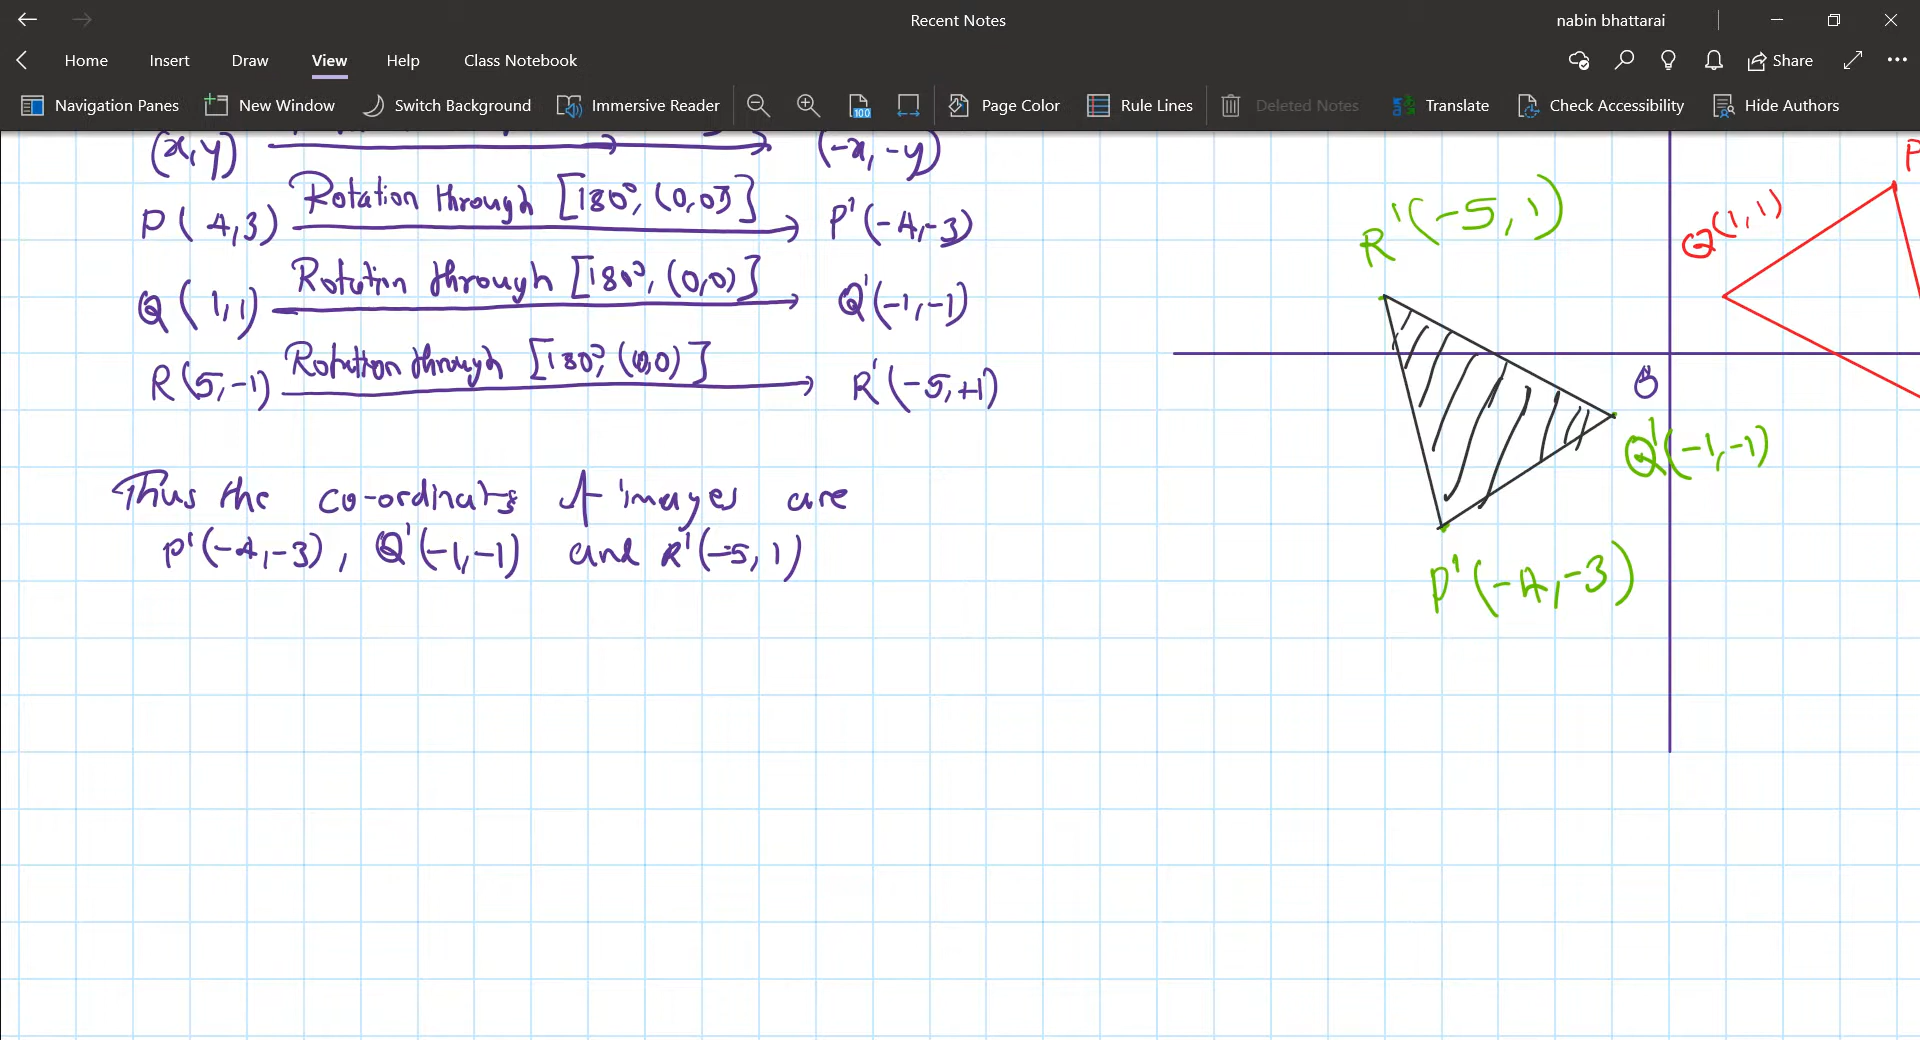 Recent Notes
nabin bhattarai
Home Insert Draw View Help Class Notebook
Share
Navigation Panes New Window Switch Background Immersive Reader 100 Page Color Rule Lines Deleted Notes Translate Check Accessibility Hide Authors
(x,y) (-x,-y)
P(4,3) Rotation through [180°, (0,0)] P'(-4,-3)
Q(1,1) Rotation through [180°, (0,0)] Q'(-1,-1)
R(5,-1) Rotation through [180°, (0,0)] R'(-5,+1)
Thus the co-ordinates of images are
P'(-4,-3), Q'(-1,-1) and R'(-5,1)
R'(-5,1)
P
Q(1,1)
O
Q'(-1,-1)
P'(-4,-3)